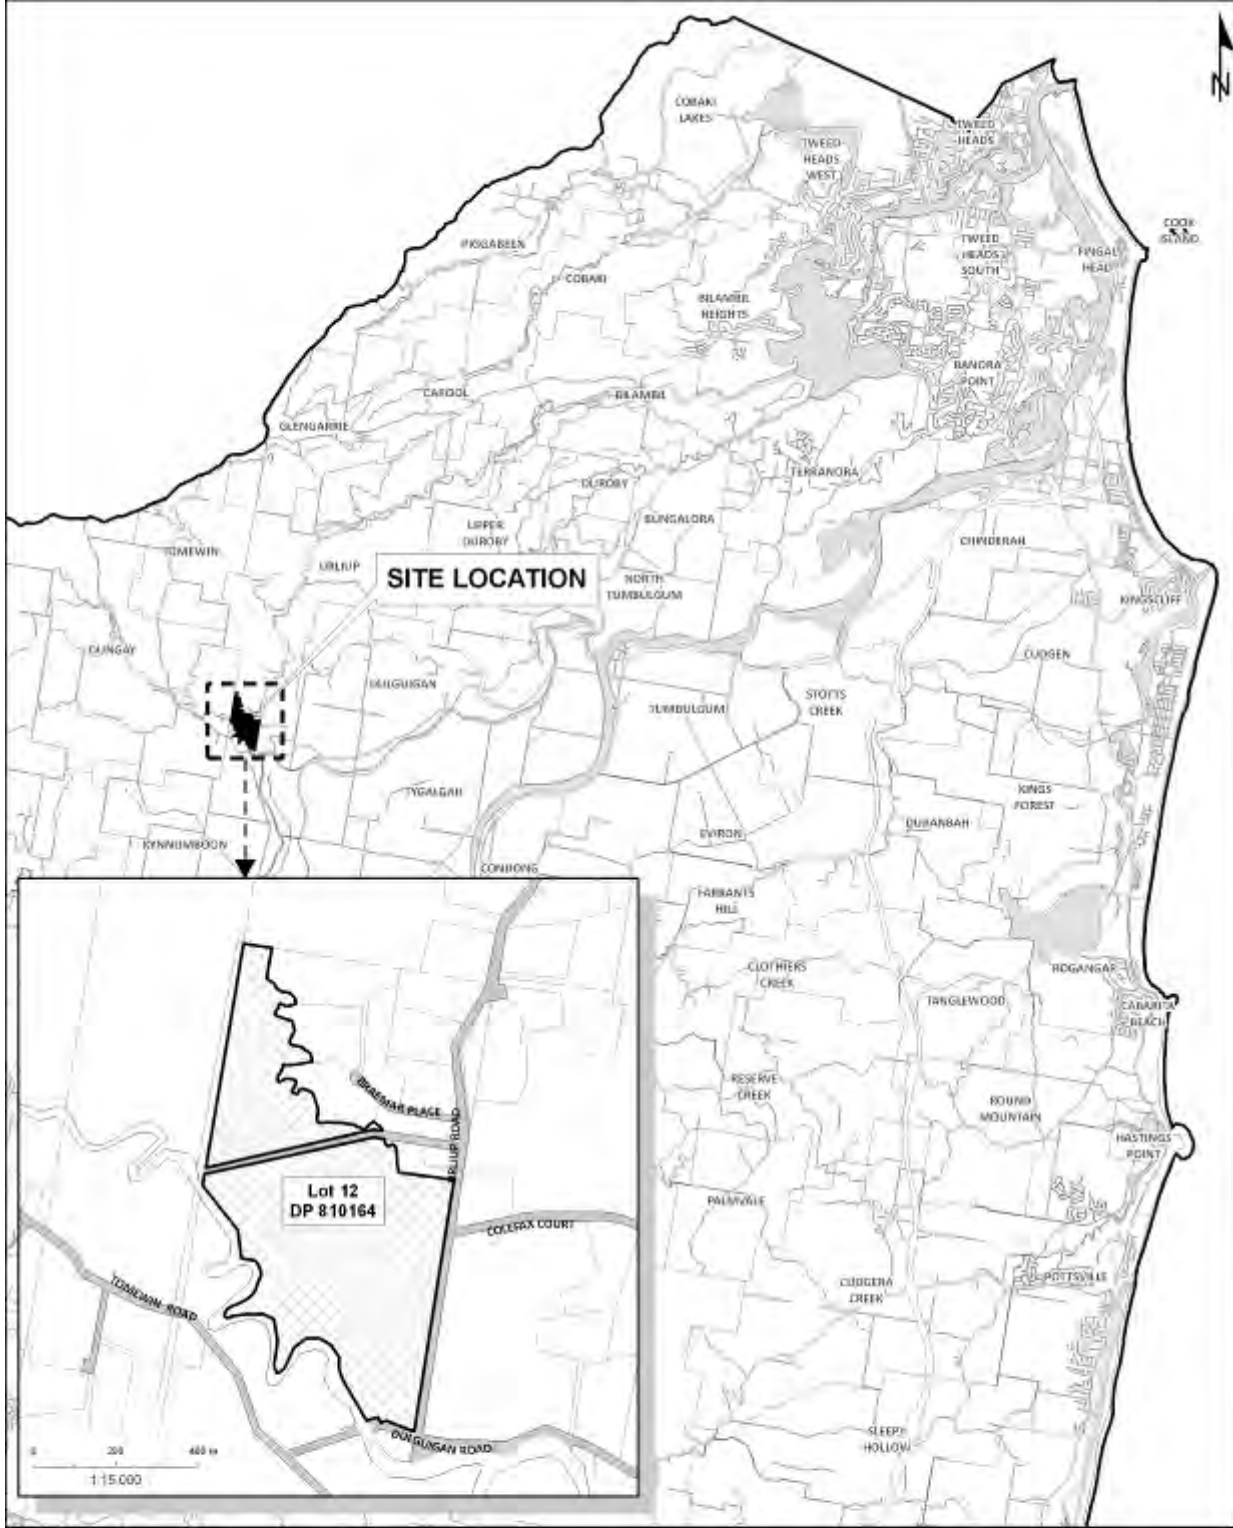 N
COBAKI
LAKES
TWEED
HEADS
TWEED
HEADS
WEST
COOK
ISLAND
PIGGABEEN
TWEED
HEADS
SOUTH
FINGAL
HEAD
COBAKI
BILAMBIL
HEIGHTS
BANORA
POINT
CAROOL
BILAMBIL
GLENGARRIE
TERRANORA
DUROBY
BUNGALORA
UPPER
DUROBY
CHINDERAH
TOMEWIN
URLIUP
SITE LOCATION
NORTH
TUMBULGUM
KINGSCLIFF
DUNGAY
CUDGEN
DULGUIGAN
STOTTS
CREEK
TUMBULGUM
TYGALGAH
KINGS
FOREST
DURANBAH
EVIRON
KYNNUMBOON
CONDONG
FARRANTS
HILL
CLOTHIERS
CREEK
BOGANGAR
TANGLEWOOD
CABARITA
BEACH
RESERVE
CREEK
ROUND
MOUNTAIN
HASTINGS
POINT
PALMVALE
CUDGERA
CREEK
POTTSVILLE
SLEEPY
HOLLOW
BRAEMAR PLACE
URLIUP ROAD
Lot 12
DP 810164
COLEFAX COURT
TOMEWIN ROAD
DULGUIGAN ROAD
0 200 400 m
1:15,000